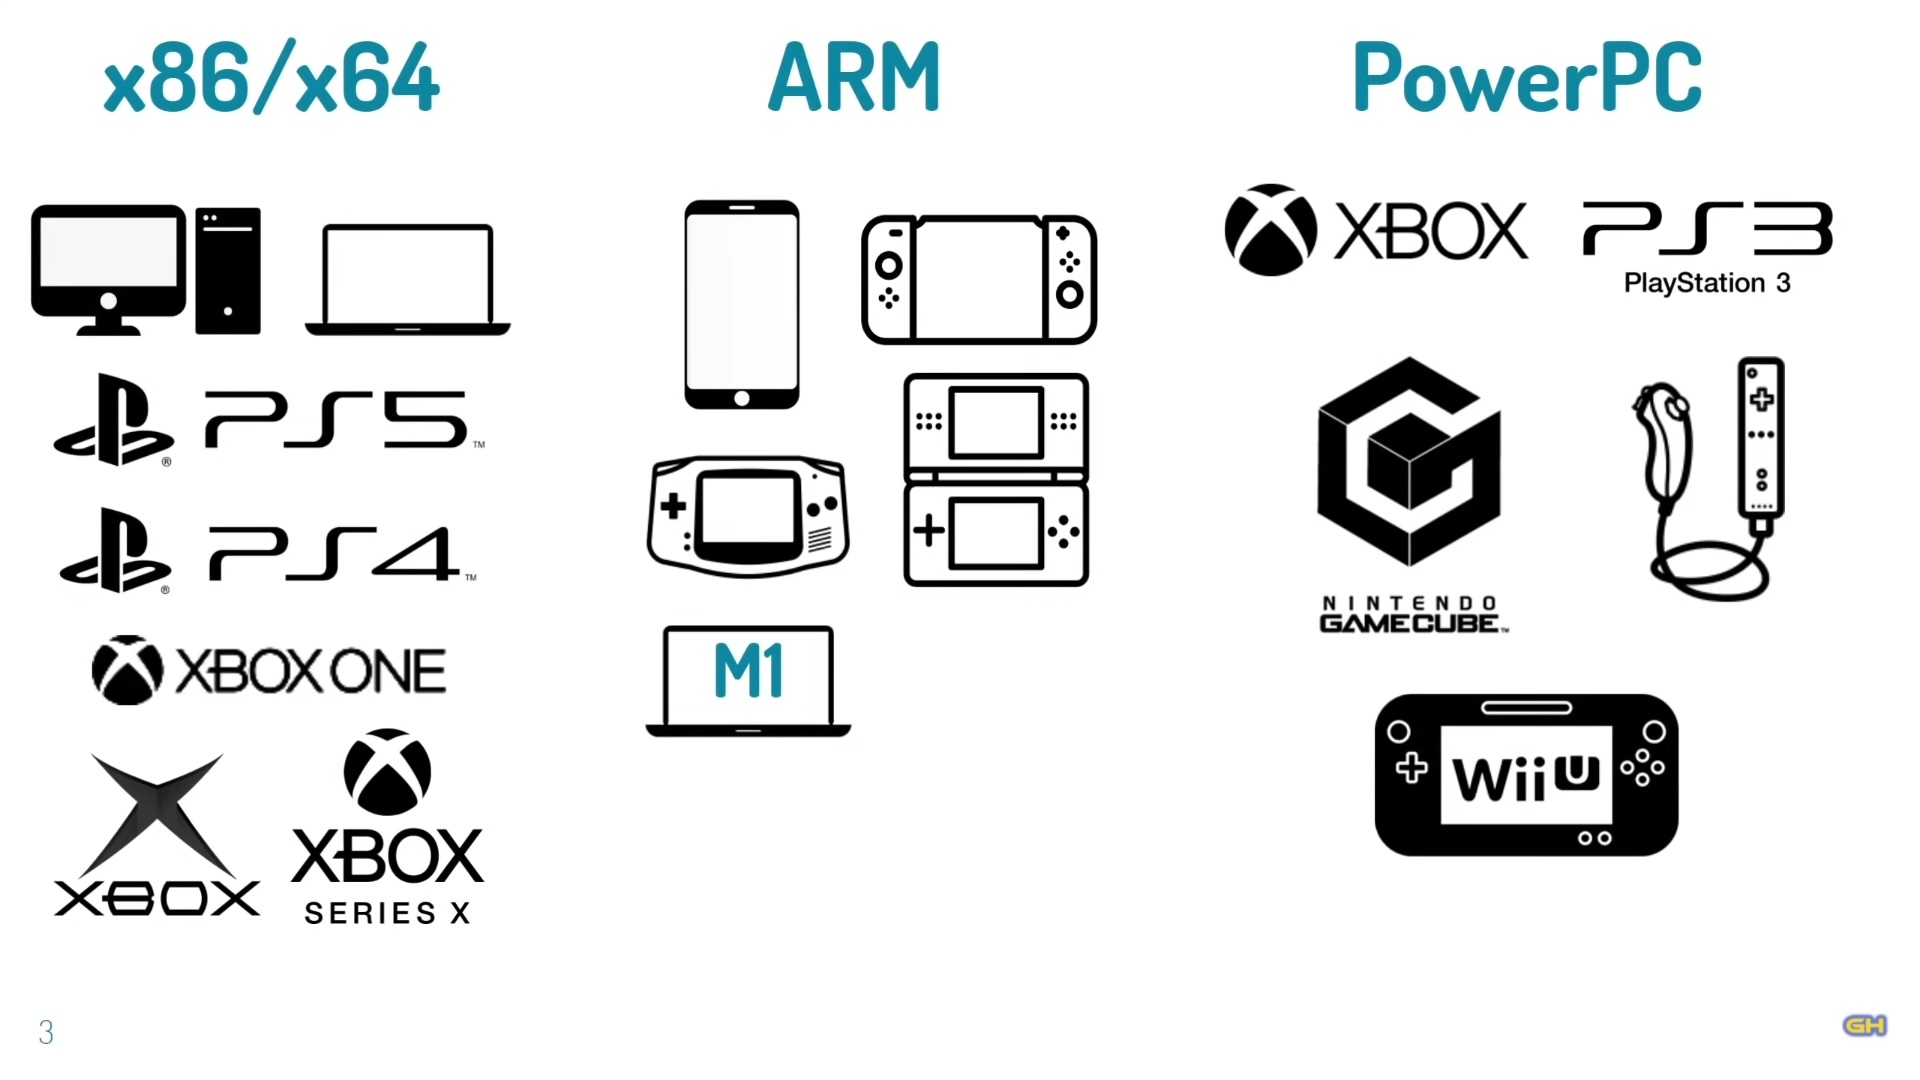 x86/x64
PS5™
®
PS4™
®
XBOX ONE
XBOX
XBOX
SERIES X
ARM
M1
PowerPC
XBOX
PS3
PlayStation 3
NINTENDO
GAMECUBE™
Wii U
3
GH